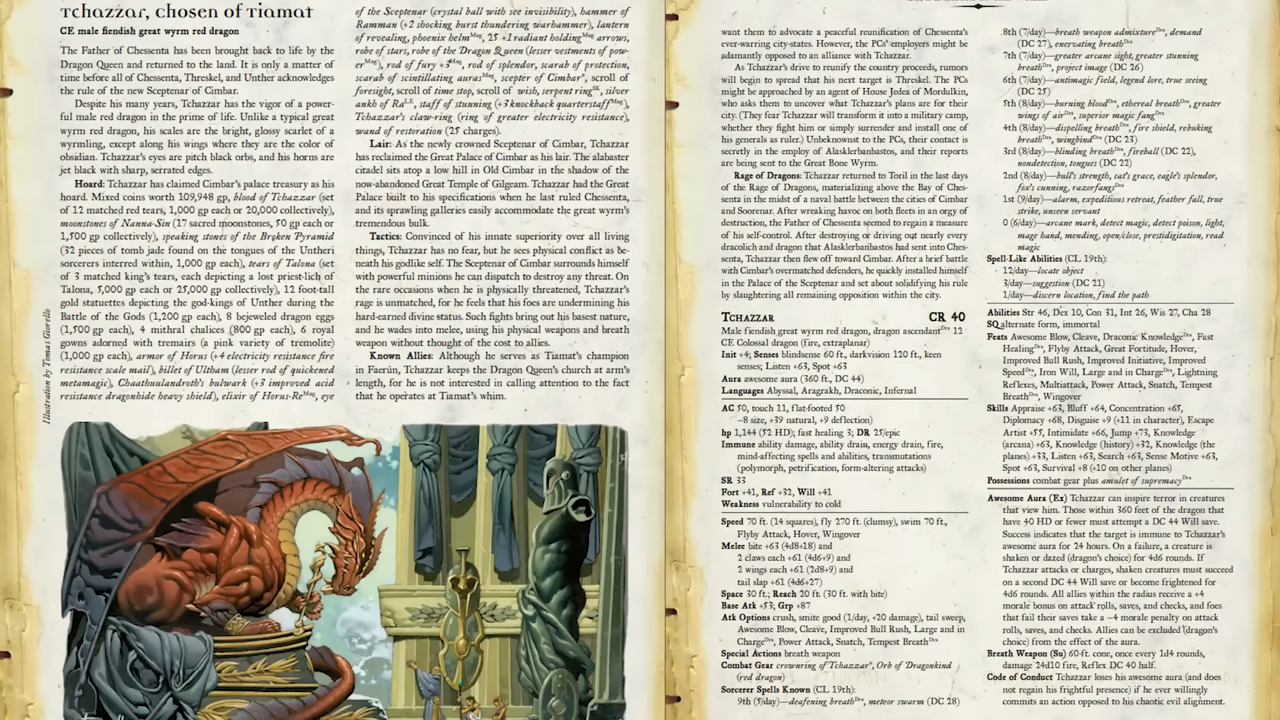 Tchazzar, chosen of Tiamat
CE male fiendish great wyrm red dragon
The Father of Chessenta has been brought back to life by the
Dragon Queen and returned to the land. It is only a matter of
time before all of Chessenta, Threskel, and Unther acknowledges
the rule of the new Sceptenar of Cimbar.
Despite his many years, Tchazzar has the vigor of a power-
ful male red dragon in the prime of life. Unlike a typical great
wyrm red dragon, his scales are the bright, glossy scarlet of a
wyrmling, except along his wings where they are the color of
obsidian. Tchazzar's eyes are pitch black orbs, and his horns are
jet black with sharp, serrated edges.
Hoard: Tchazzar has claimed Cimbar's palace treasury as his
hoard. Mixed coins worth 109,948 gp, blood of Tchazzar (set
of 12 matched red tears, 1,000 gp each or 20,000 collectively),
moonstones of Nanna-Sin (17 sacred moonstones, 50 gp each or
1,500 gp collectively), speaking stones of the Broken Pyramid
(32 pieces of tomb jade found on the tongues of the Untheri
sorcerers interred within, 1,000 gp each), tears of Talona (set
of 3 matched king's tears, each depicting a lost priest-lich of
Talona, 5,000 gp each or 25,000 gp collectively), 12 foot-tall
gold statuettes depicting the god-kings of Unther during the
Battle of the Gods (1,200 gp each), 8 bejeweled dragon eggs
(1,500 gp each), 4 mithral chalices (800 gp each), 6 royal
gowns adorned with tremairs (a pink variety of tremolite)
(1,000 gp each), armor of Horus (+4 electricity resistance fire
resistance scale mail), billet of Ultham (lesser rod of quickened
metamagic), Chaathulandroth's bulwark (+3 improved acid
resistance dragonhide heavy shield), elixir of Horus-Re Mag, eye
Illustration by Tomas Giorello
of the Sceptenar (crystal ball with see invisibility), hammer of
Ramman (+2 shocking burst thundering warhammer), lantern
of revealing, phoenix helm Mag, 25 +1 radiant holding Mag arrows,
robe of stars, robe of the Dragon Queen (lesser vestments of pow-
er Mag), rod of fury +3 Mag, rod of splendor, scarab of protection,
scarab of scintillating auras Mag, scepter of Cimbar*, scroll of
foresight, scroll of time stop, scroll of wish, serpent ring SK, silver
ankh of Ra LE, staff of stunning (+3 knockback quarterstaff Mag),
Tchazzar's claw-ring (ring of greater electricity resistance),
wand of restoration (25 charges).
Lair: As the newly crowned Sceptenar of Cimbar, Tchazzar
has reclaimed the Great Palace of Cimbar as his lair. The alabaster
citadel sits atop a low hill in Old Cimbar in the shadow of the
now-abandoned Great Temple of Gilgeam. Tchazzar had the Great
Palace built to his specifications when he last ruled Chessenta,
and its sprawling galleries easily accommodate the great wyrm's
tremendous bulk.
Tactics: Convinced of his innate superiority over all living
things, Tchazzar has no fear, but he sees physical conflict as be-
neath his godlike self. The Sceptenar of Cimbar surrounds himself
with powerful minions he can dispatch to destroy any threat. On
the rare occasions when he is physically threatened, Tchazzar's
rage is unmatched, for he feels that his foes are undermining his
hard-earned divine status. Such fights bring out his basest nature,
and he wades into melee, using his physical weapons and breath
weapon without thought of the cost to allies.
Known Allies: Although he serves as Tiamat's champion
in Faerûn, Tchazzar keeps the Dragon Queen's church at arm's
length, for he is not interested in calling attention to the fact
that he operates at Tiamat's whim.
want them to advocate a peaceful reunification of Chessenta's
ever-warring city-states. However, the PCs' employers might be
adamantly opposed to an alliance with Tchazzar.
As Tchazzar's drive to reunify the country proceeds, rumors
will begin to spread that his next target is Threskel. The PCs
might be approached by an agent of House Jedea of Mordulkin,
who asks them to uncover what Tchazzar's plans are for their
city. (They fear Tchazzar will transform it into a military camp,
whether they fight him or simply surrender and install one of
his generals as ruler.) Unbeknownst to the PCs, their contact is
secretly in the employ of Alasklerbanbastos, and their reports
are being sent to the Great Bone Wyrm.
Rage of Dragons: Tchazzar returned to Toril in the last days
of the Rage of Dragons, materializing above the Bay of Ches-
senta in the midst of a naval battle between the cities of Cimbar
and Soorenar. After wreaking havoc on both fleets in an orgy of
destruction, the Father of Chessenta seemed to regain a measure
of his self-control. After destroying or driving out nearly every
dracolich and dragon that Alasklerbanbastos had sent into Ches-
senta, Tchazzar then flew off toward Cimbar. After a brief battle
with Cimbar's overmatched defenders, he quickly installed himself
in the Palace of the Sceptenar and set about solidifying his rule
by slaughtering all remaining opposition within the city.
Tchazzar CR 40
Male fiendish great wyrm red dragon, dragon ascendant Dra 12
CE Colossal dragon (fire, extraplanar)
Init +4; Senses blindsense 60 ft., darkvision 120 ft., keen
senses; Listen +63, Spot +63
Aura awesome aura (360 ft., DC 44)
Languages Abyssal, Aragrakh, Draconic, Infernal
AC 50, touch 11, flat-footed 50
–8 size, +39 natural, +9 deflection)
hp 1,144 (52 HD); fast healing 3; DR 25/epic
Immune ability damage, ability drain, energy drain, fire,
mind-affecting spells and abilities, transmutations
(polymorph, petrification, form-altering attacks)
SR 33
Fort +41, Ref +32, Will +41
Weakness vulnerability to cold
Speed 70 ft. (14 squares), fly 270 ft. (clumsy), swim 70 ft.,
Flyby Attack, Hover, Wingover
Melee bite +63 (4d8+18) and
2 claws each +61 (4d6+9) and
2 wings each +61 (2d8+9) and
tail slap +61 (4d6+27)
Space 30 ft.; Reach 20 ft. (30 ft. with bite)
Base Atk +53; Grp +87
Atk Options crush, smite good (1/day, +20 damage), tail sweep,
Awesome Blow, Cleave, Improved Bull Rush, Large and in
Charge Dra, Power Attack, Snatch, Tempest Breath Dra
Special Actions breath weapon
Combat Gear crownring of Tchazzar*, Orb of Dragonkind
(red dragon)
Sorcerer Spells Known (CL 19th):
9th (5/day)—deafening breath Dra, meteor swarm (DC 28)
8th (7/day)—breath weapon admixture Dra, demand
(DC 27), enervating breath Dra
7th (7/day)—greater arcane sight, greater stunning
breath Dra, project image (DC 26)
6th (7/day)—antimagic field, legend lore, true seeing
(DC 25)
5th (8/day)—burning blood Dra, ethereal breath Dra, greater
wings of air Dra, superior magic fang Dra
4th (8/day)—dispelling breath Dra, fire shield, rebuking
breath Dra, wingbind Dra (DC 23)
3rd (8/day)—blinding breath Dra, fireball (DC 22),
nondetection, tongues (DC 22)
2nd (8/day)—bull's strength, cat's grace, eagle's splendor,
fox's cunning, razorfangs Dra
1st (9/day)—alarm, expeditious retreat, feather fall, true
strike, unseen servant
0 (6/day)—arcane mark, detect magic, detect poison, light,
mage hand, mending, open/close, prestidigitation, read
magic
Spell-Like Abilities (CL 19th):
12/day—locate object
3/day—suggestion (DC 21)
1/day—discern location, find the path
Abilities Str 46, Dex 10, Con 31, Int 26, Wis 27, Cha 28
SQ alternate form, immortal
Feats Awesome Blow, Cleave, Draconic Knowledge Dra, Fast
Healing Dra, Flyby Attack, Great Fortitude, Hover,
Improved Bull Rush, Improved Initiative, Improved
Speed Dra, Iron Will, Large and in Charge Dra, Lightning
Reflexes, Multiattack, Power Attack, Snatch, Tempest
Breath Dra, Wingover
Skills Appraise +63, Bluff +64, Concentration +65,
Diplomacy +68, Disguise +9 (+11 in character), Escape
Artist +55, Intimidate +66, Jump +73, Knowledge
(arcana) +63, Knowledge (history) +32, Knowledge (the
planes) +33, Listen +63, Search +63, Sense Motive +63,
Spot +63, Survival +8 (+10 on other planes)
Possessions combat gear plus amulet of supremacy Dra
Awesome Aura (Ex) Tchazzar can inspire terror in creatures
that view him. Those within 360 feet of the dragon that
have 40 HD or fewer must attempt a DC 44 Will save.
Success indicates that the target is immune to Tchazzar's
awesome aura for 24 hours. On a failure, a creature is
shaken or dazed (dragon's choice) for 4d6 rounds. If
Tchazzar attacks or charges, shaken creatures must succeed
on a second DC 44 Will save or become frightened for
4d6 rounds. All allies within the radius receive a +4
morale bonus on attack rolls, saves, and checks, and foes
that fail their saves take a –4 morale penalty on attack
rolls, saves, and checks. Allies can be excluded (dragon's
choice) from the effect of the aura.
Breath Weapon (Su) 60-ft. cone, once every 1d4 rounds,
damage 24d10 fire, Reflex DC 40 half.
Code of Conduct Tchazzar loses his awesome aura (and does
not regain his frightful presence) if he ever willingly
commits an action opposed to his chaotic evil alignment.